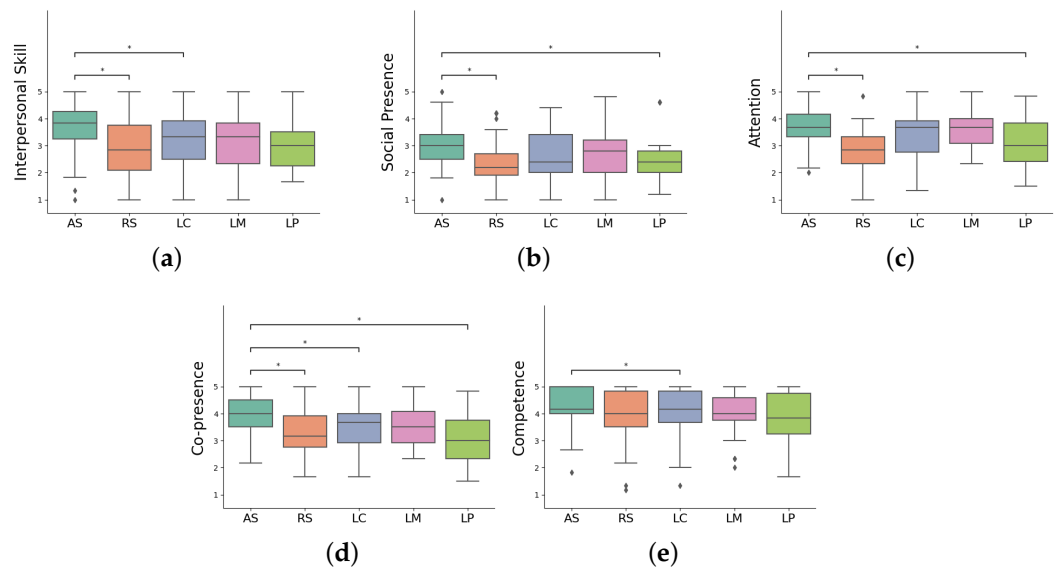 Interpersonal Skill
5
4
3
2
1
* *
AS RS LC LM LP
(a)
Social Presence
5
4
3
2
1
* *
AS RS LC LM LP
(b)
Attention
5
4
3
2
1
* *
AS RS LC LM LP
(c)
Co-presence
5
4
3
2
1
* * *
AS RS LC LM LP
(d)
Competence
5
4
3
2
1
*
AS RS LC LM LP
(e)